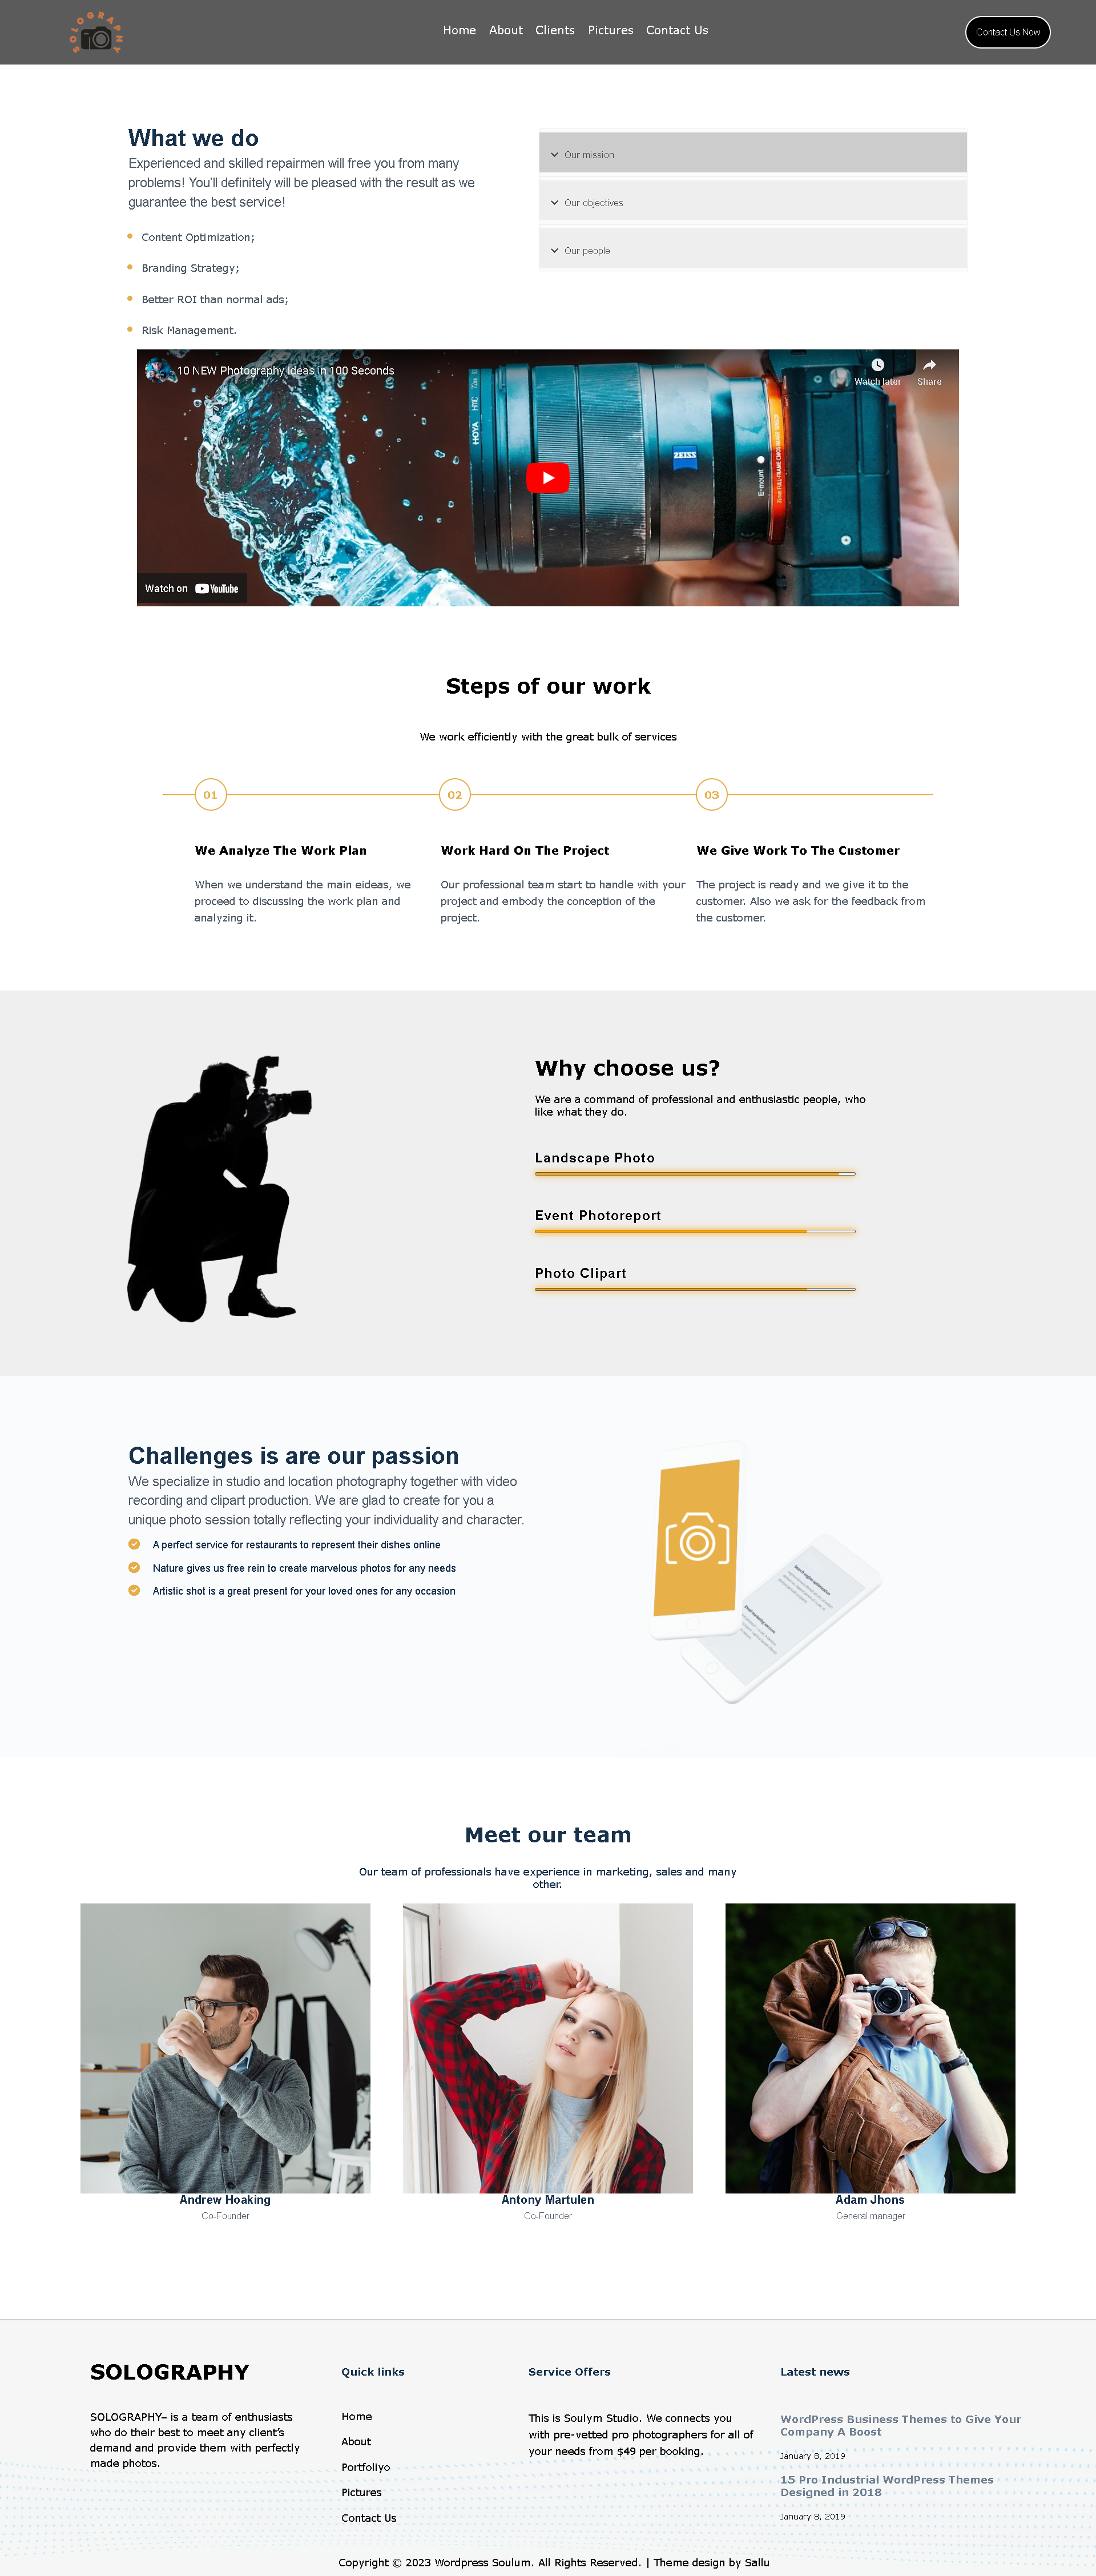 SOLOGRAPHY
Home About Clients Pictures Contact Us
Contact Us Now
What we do
Experienced and skilled repairmen will free you from many
problems! You'll definitely will be pleased with the result as we
guarantee the best service!
Content Optimization;
Branding Strategy;
Better ROI than normal ads;
Risk Management.
Our mission
Our objectives
Our people
10 NEW Photography Ideas in 100 Seconds
Watch later
Share
HOYA
HTC
ZEISS
E-mount
Watch on YouTube
Steps of our work
We work efficiently with the great bulk of services
01
02
03
We Analyze The Work Plan
When we understand the main eideas, we
proceed to discussing the work plan and
analyzing it.
Work Hard On The Project
Our professional team start to handle with your
project and embody the conception of the
project.
We Give Work To The Customer
The project is ready and we give it to the
customer. Also we ask for the feedback from
the customer.
Why choose us?
We are a command of professional and enthusiastic people, who
like what they do.
Landscape Photo
Event Photoreport
Photo Clipart
Challenges is are our passion
We specialize in studio and location photography together with video
recording and clipart production. We are glad to create for you a
unique photo session totally reflecting your individuality and character.
A perfect service for restaurants to represent their dishes online
Nature gives us free rein to create marvelous photos for any needs
Artistic shot is a great present for your loved ones for any occasion
Search engine optimization
Meet our team
Our team of professionals have experience in marketing, sales and many
other.
Andrew Hoaking
Co-Founder
Antony Martulen
Co-Founder
Adam Jhons
General manager
SOLOGRAPHY
SOLOGRAPHY– is a team of enthusiasts
who do their best to meet any client's
demand and provide them with perfectly
made photos.
Quick links
Home
About
Portfoliyo
Pictures
Contact Us
Service Offers
This is Soulym Studio. We connects you
with pre-vetted pro photographers for all of
your needs from $49 per booking.
Latest news
WordPress Business Themes to Give Your
Company A Boost
January 8, 2019
15 Pro Industrial WordPress Themes
Designed in 2018
January 8, 2019
Copyright © 2023 Wordpress Soulum. All Rights Reserved. | Theme design by Sallu